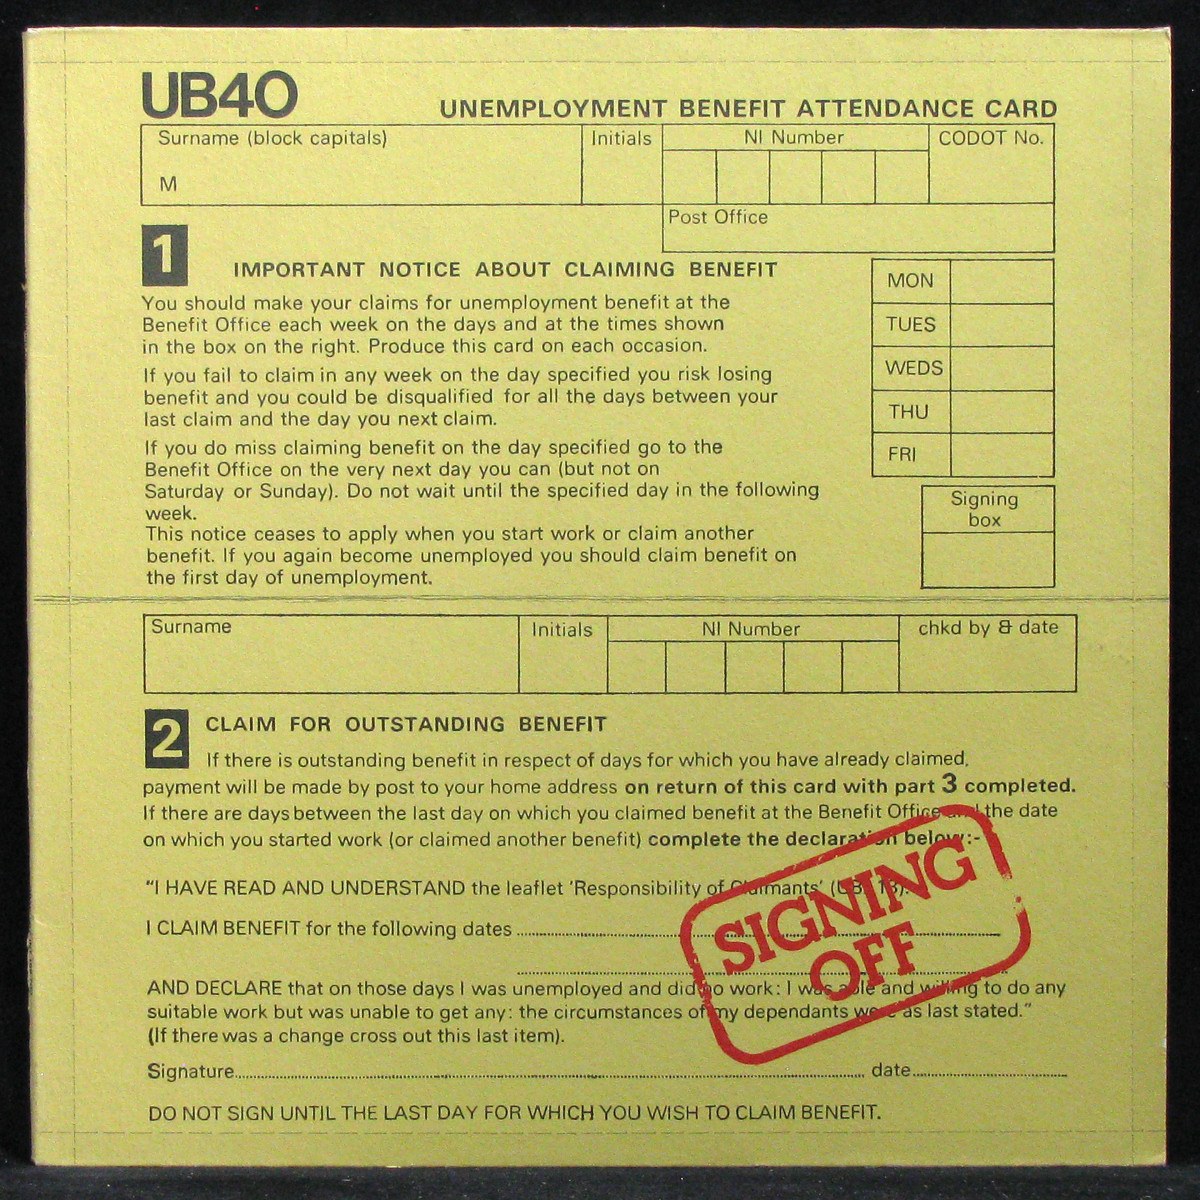 UB40
UNEMPLOYMENT BENEFIT ATTENDANCE CARD
Surname (block capitals)
Initials
NI Number
CODOT No.
M
Post Office
1
IMPORTANT NOTICE ABOUT CLAIMING BENEFIT
You should make your claims for unemployment benefit at the
Benefit Office each week on the days and at the times shown
in the box on the right. Produce this card on each occasion.
If you fail to claim in any week on the day specified you risk losing
benefit and you could be disqualified for all the days between your
last claim and the day you next claim.
If you do miss claiming benefit on the day specified go to the
Benefit Office on the very next day you can (but not on
Saturday or Sunday). Do not wait until the specified day in the following
week.
This notice ceases to apply when you start work or claim another
benefit. If you again become unemployed you should claim benefit on
the first day of unemployment.
MON
TUES
WEDS
THU
FRI
Signing
box
Surname
Initials
NI Number
chkd by & date
2
CLAIM FOR OUTSTANDING BENEFIT
If there is outstanding benefit in respect of days for which you have already claimed,
payment will be made by post to your home address on return of this card with part 3 completed.
If there are days between the last day on which you claimed benefit at the Benefit Office and the date
on which you started work (or claimed another benefit) complete the declaration below:-
"I HAVE READ AND UNDERSTAND the leaflet 'Responsibility of Claimants' (UBL 18).
I CLAIM BENEFIT for the following dates
AND DECLARE that on those days I was unemployed and did no work: I was able and willing to do any
suitable work but was unable to get any: the circumstances of my dependants were as last stated."
(If there was a change cross out this last item).
Signature
date
DO NOT SIGN UNTIL THE LAST DAY FOR WHICH YOU WISH TO CLAIM BENEFIT.
SIGNING
OFF